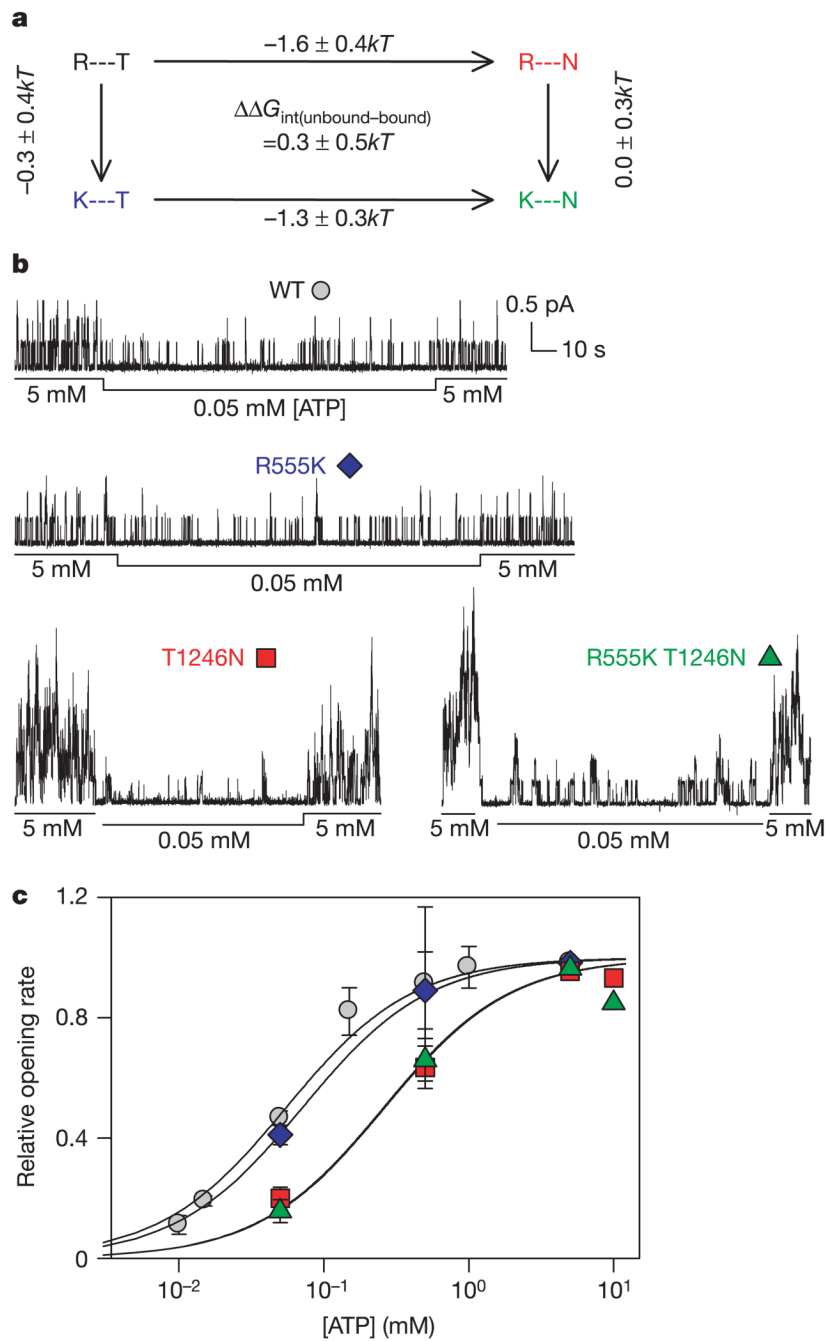 a
R---T
−1.6 ± 0.4kT
R---N
−0.3 ± 0.4kT
ΔΔGint(unbound–bound)
=0.3 ± 0.5kT
0.0 ± 0.3kT
K---T
−1.3 ± 0.3kT
K---N
b
WT
0.5 pA
10 s
5 mM
0.05 mM [ATP]
5 mM
R555K
5 mM
0.05 mM
5 mM
T1246N
R555K T1246N
5 mM
0.05 mM
5 mM
5 mM
0.05 mM
5 mM
c
1.2
0.8
0.4
0
Relative opening rate
10−2
10−1
100
101
[ATP] (mM)